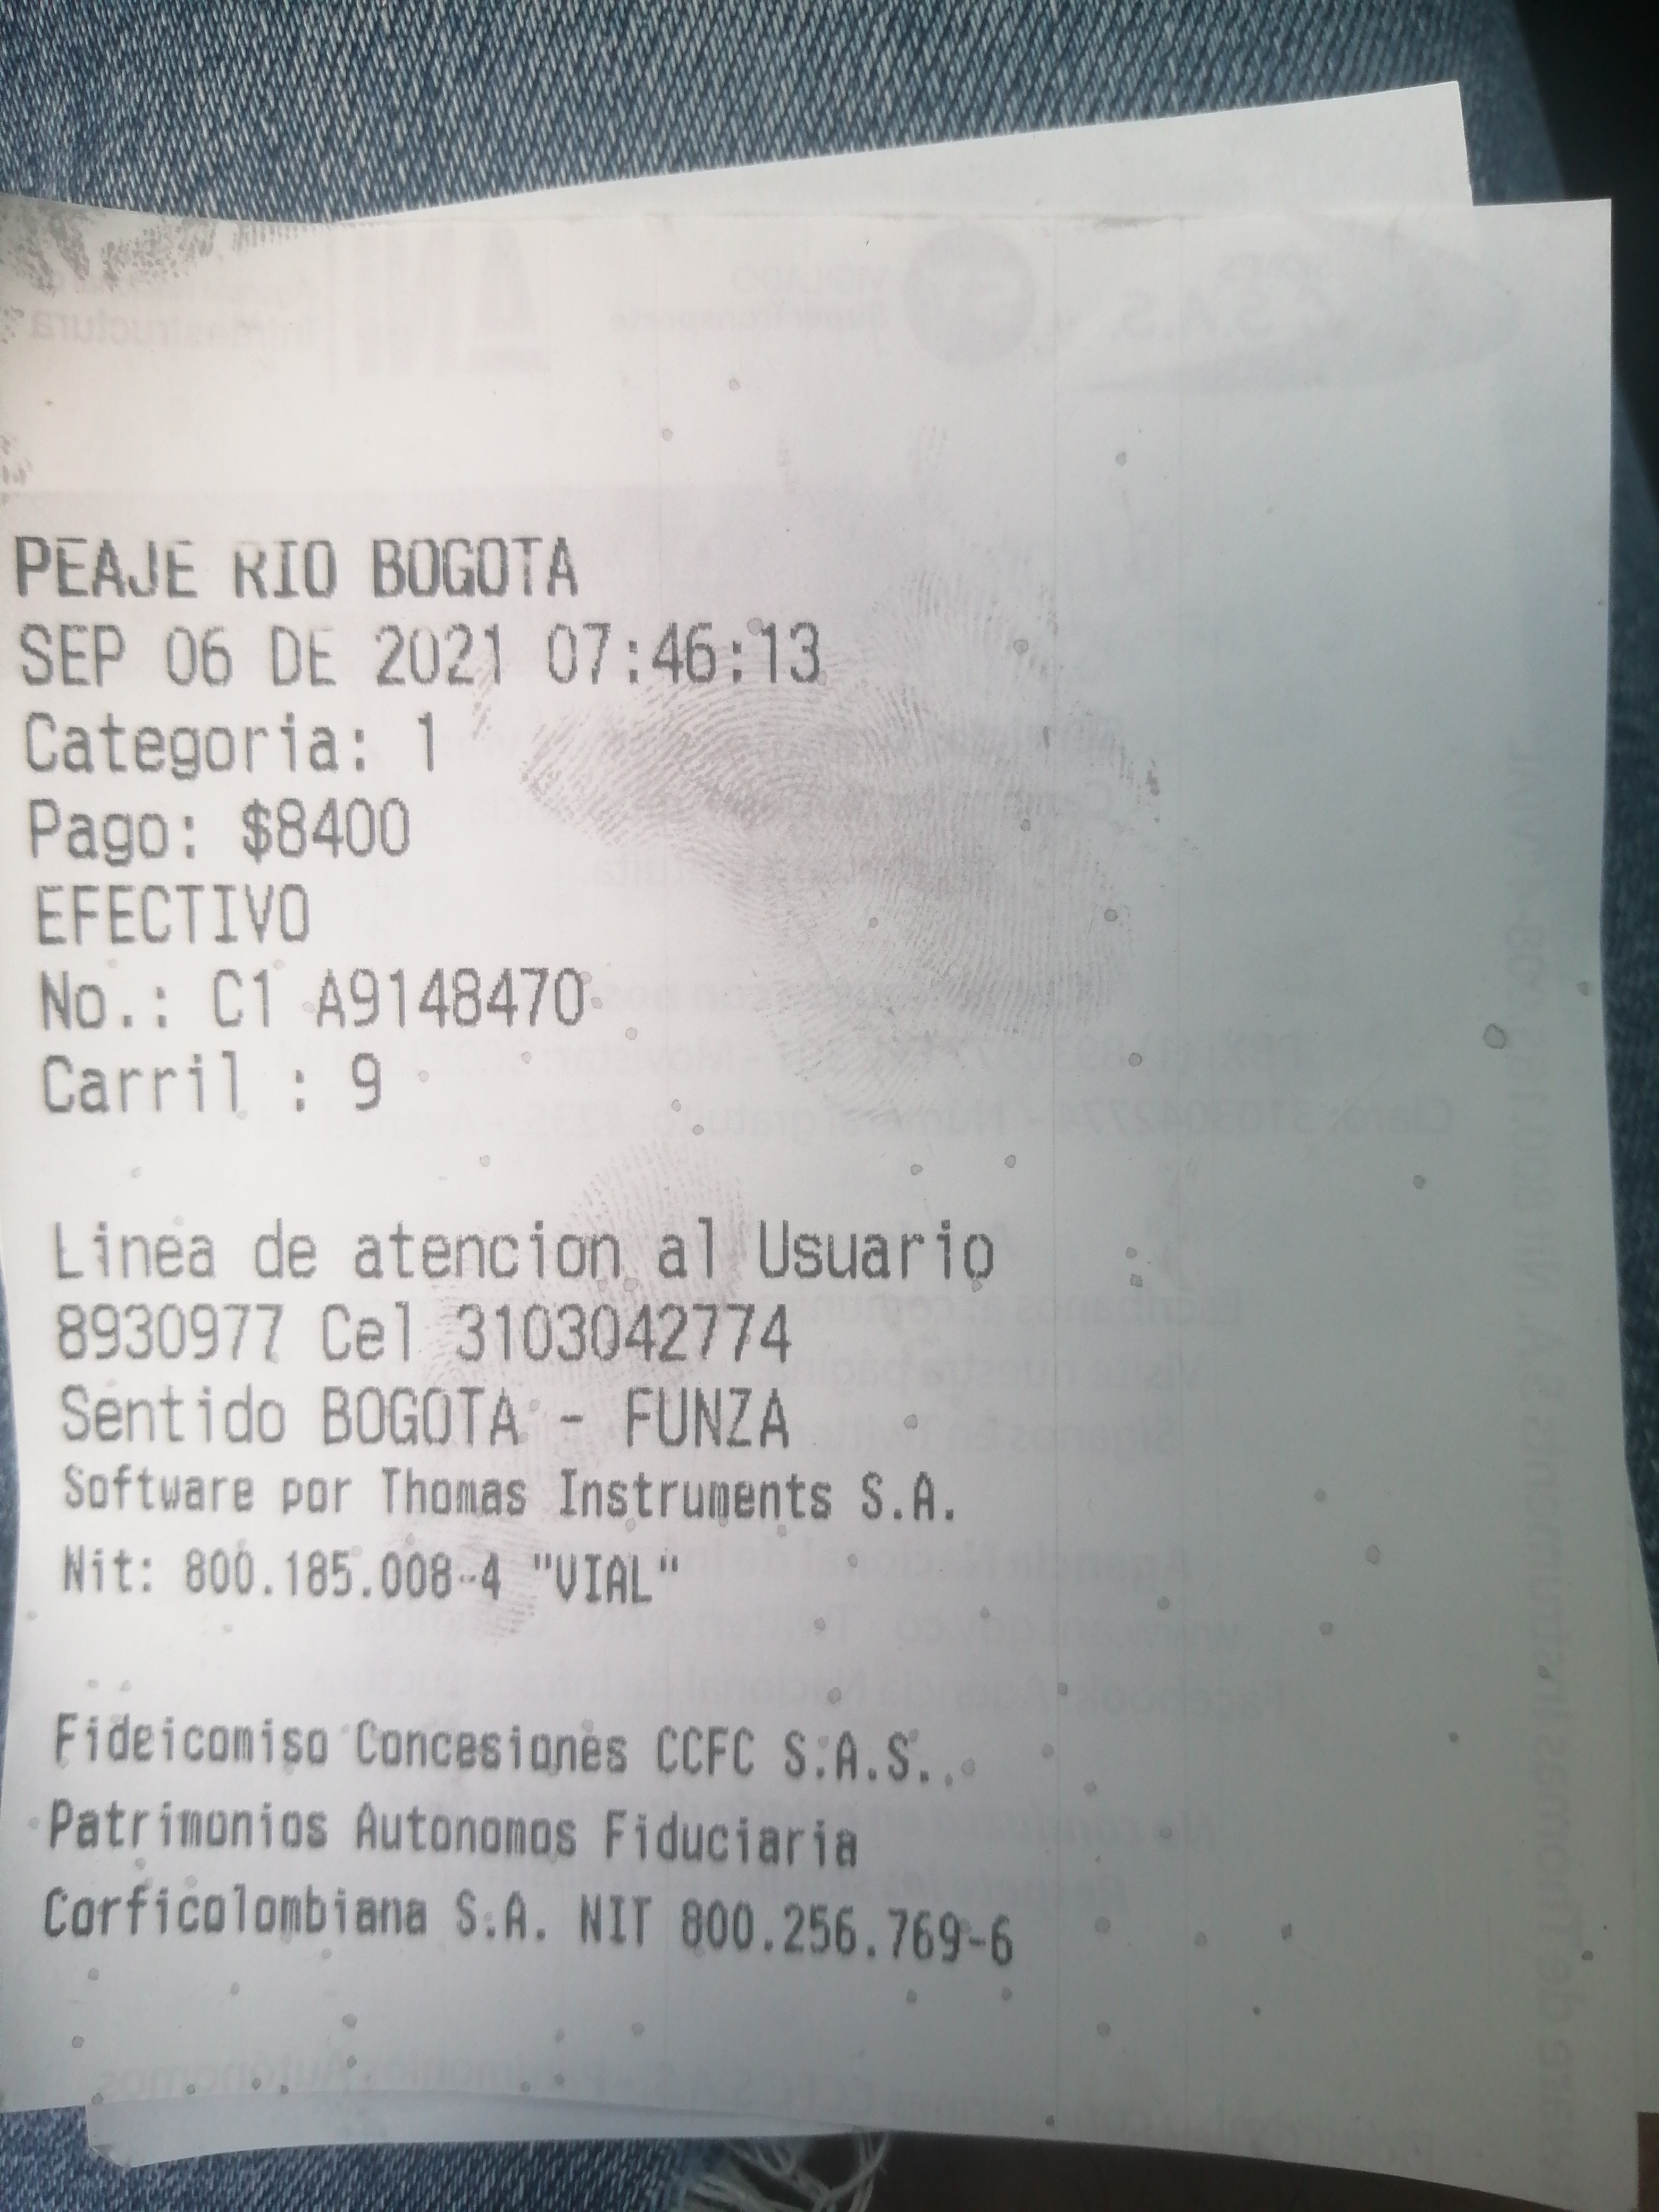 PEAJE RIO BOGOTA
SEP 06 DE 2021 07:46:13
Categoria: 1
Pago: $8400
EFECTIVO
No.: C1 A9148470
Carril : 9
Linea de atencion al Usuario
8930977 Cel 3103042774
Sentido BOGOTA - FUNZA
Software por Thomas Instruments S.A.
Nit: 800.185.008-4 "VIAL"
Fideicomiso Concesiones CCFC S.A.S.
Patrimonios Autonomos Fiduciaria
Corficolombiana S.A. NIT 800.256.769-6